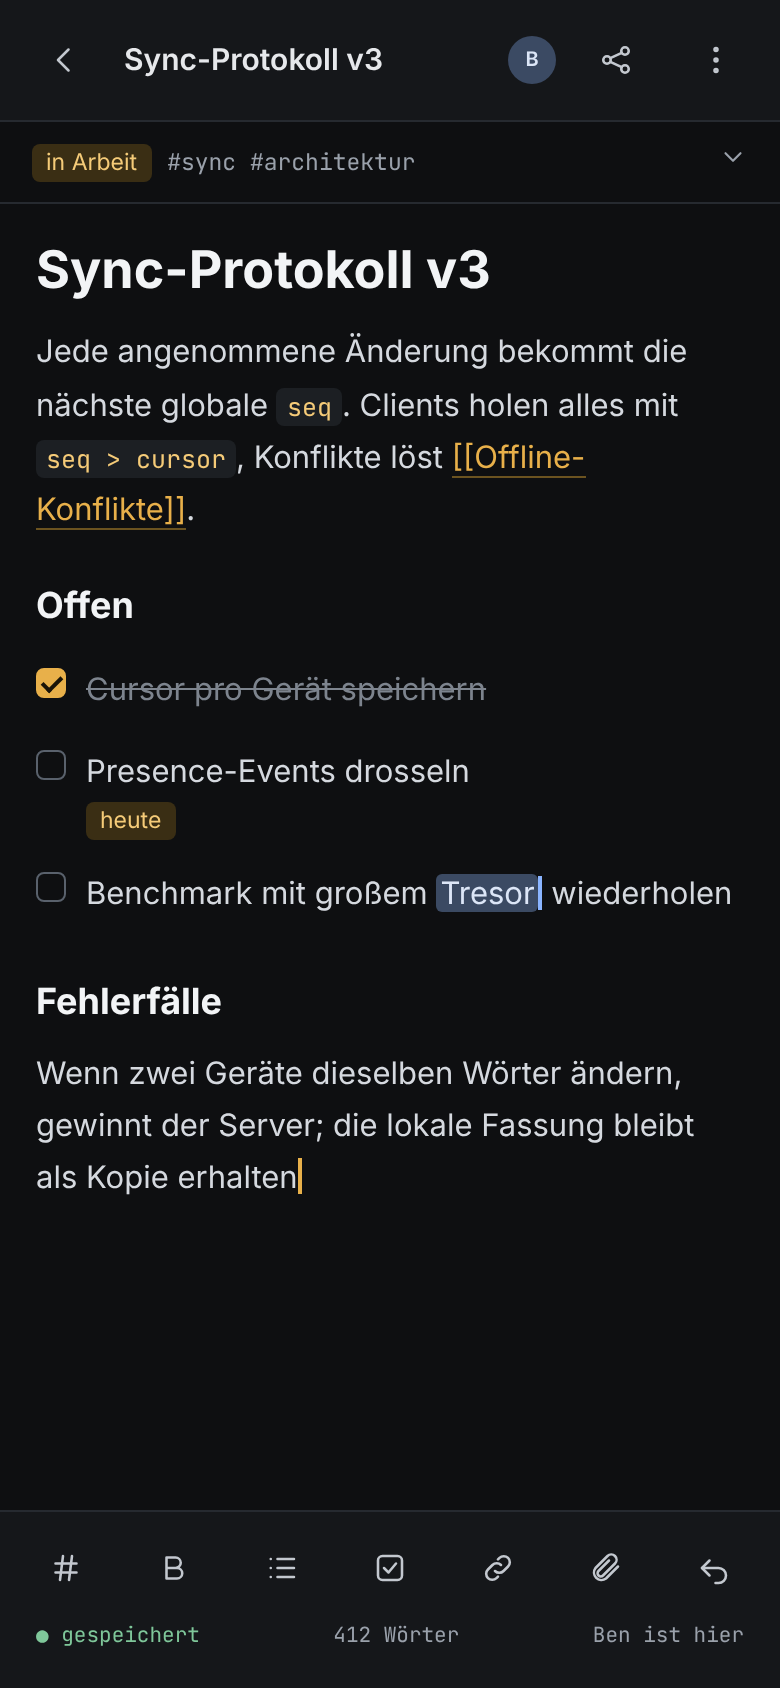 Sync-Protokoll v3
B
in Arbeit #sync #architektur
Sync-Protokoll v3
Jede angenommene Änderung bekommt die
nächste globale seq. Clients holen alles mit
seq > cursor, Konflikte löst [[Offline-
Konflikte]].
Offen
Cursor pro Gerät speichern
Presence-Events drosseln
heute
Benchmark mit großem Tresor wiederholen
Fehlerfälle
Wenn zwei Geräte dieselben Wörter ändern,
gewinnt der Server; die lokale Fassung bleibt
als Kopie erhalten
# B
gespeichert 412 Wörter Ben ist hier